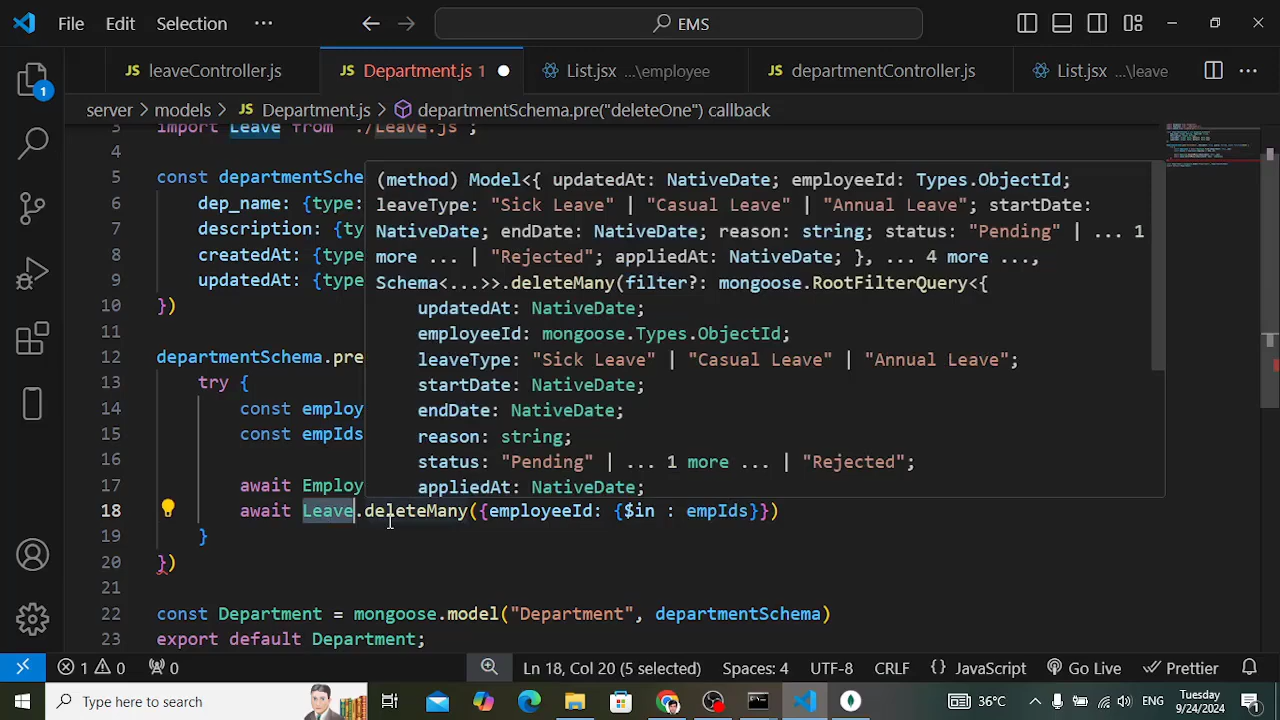 File Edit Selection ··· EMS
JS leaveController.js JS Department.js 1 List.jsx ...\employee JS departmentController.js List.jsx ...\leave ···
server > models > JS Department.js > departmentSchema.pre("deleteOne") callback
3 import Leave from './Leave.js';
4
5 const departmentSche
6 dep_name: {type:
7 description: {ty
8 createdAt: {type
9 updatedAt: {type
10 })
11
12 departmentSchema.pre
13 try {
14 const employ
15 const empIds
16
17 await Employ
18 await Leave.deleteMany({employeeId: {$in : empIds}})
19 }
20 })
21
22 const Department = mongoose.model("Department", departmentSchema)
23 export default Department;
(method) Model<{ updatedAt: NativeDate; employeeId: Types.ObjectId;
leaveType: "Sick Leave" | "Casual Leave" | "Annual Leave"; startDate:
NativeDate; endDate: NativeDate; reason: string; status: "Pending" | ... 1
more ... | "Rejected"; appliedAt: NativeDate; }, ... 4 more ...,
Schema<...>>.deleteMany(filter?: mongoose.RootFilterQuery<{
updatedAt: NativeDate;
employeeId: mongoose.Types.ObjectId;
leaveType: "Sick Leave" | "Casual Leave" | "Annual Leave";
startDate: NativeDate;
endDate: NativeDate;
reason: string;
status: "Pending" | ... 1 more ... | "Rejected";
appliedAt: NativeDate;
1
0 Ln 18, Col 20 (5 selected) Spaces: 4 UTF-8 CRLF {} JavaScript Go Live Prettier
1 0
Type here to search 36°C ENG Tuesday
9/24/2024